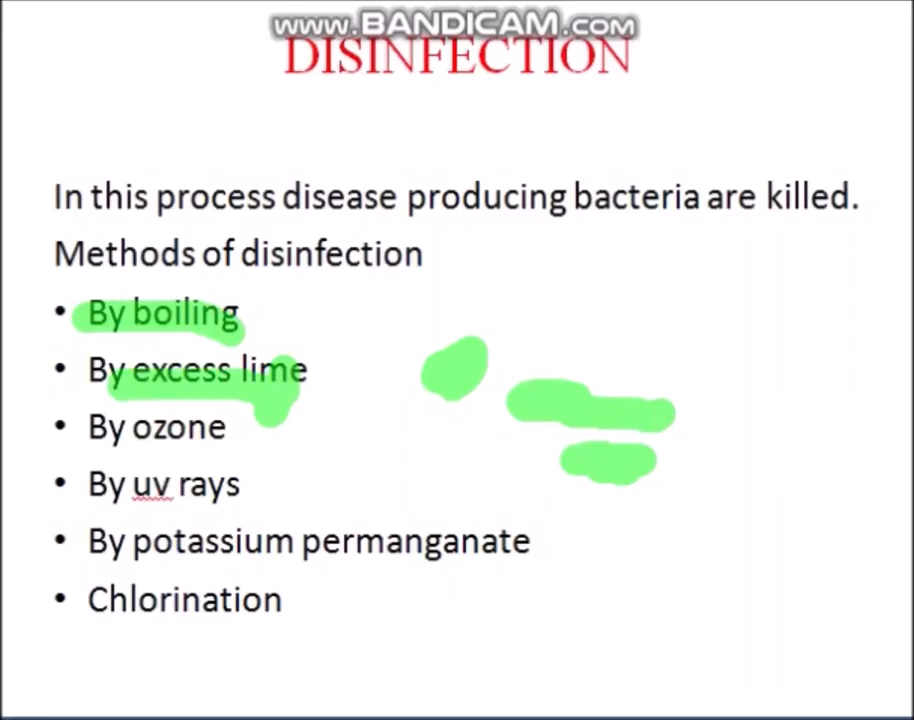 www.BANDICAM.com
DISINFECTION
In this process disease producing bacteria are killed.
Methods of disinfection
• By boiling
• By excess lime
• By ozone
• By uv rays
• By potassium permanganate
• Chlorination